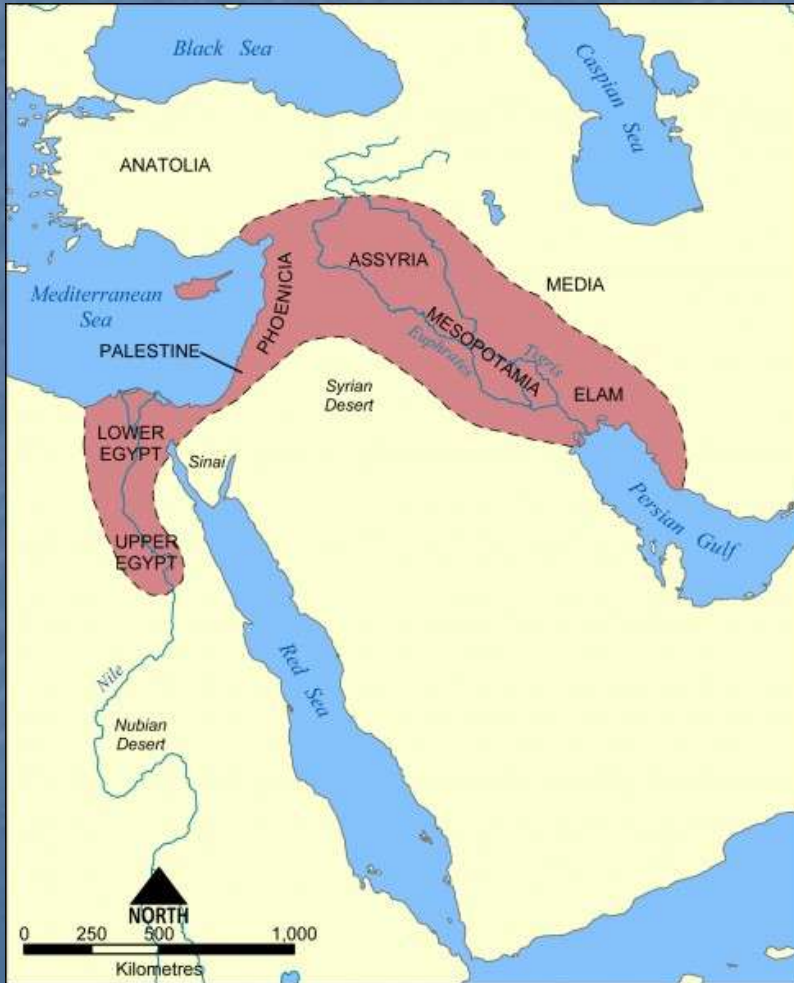 Black Sea
Caspian
Sea
ANATOLIA
ASSYRIA
MEDIA
PHOENICIA
Mediterranean
Sea
MESOPOTAMIA
Tigris
Euphrates
PALESTINE
ELAM
Syrian
Desert
LOWER
EGYPT
Sinai
Persian Gulf
UPPER
EGYPT
Red Sea
Nile
Nubian
Desert
NORTH
0 250 500 1,000
Kilometres